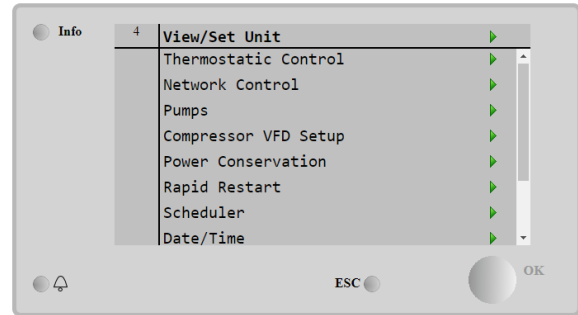 Info
4 View/Set Unit
Thermostatic Control
Network Control
Pumps
Compressor VFD Setup
Power Conservation
Rapid Restart
Scheduler
Date/Time
ESC
OK